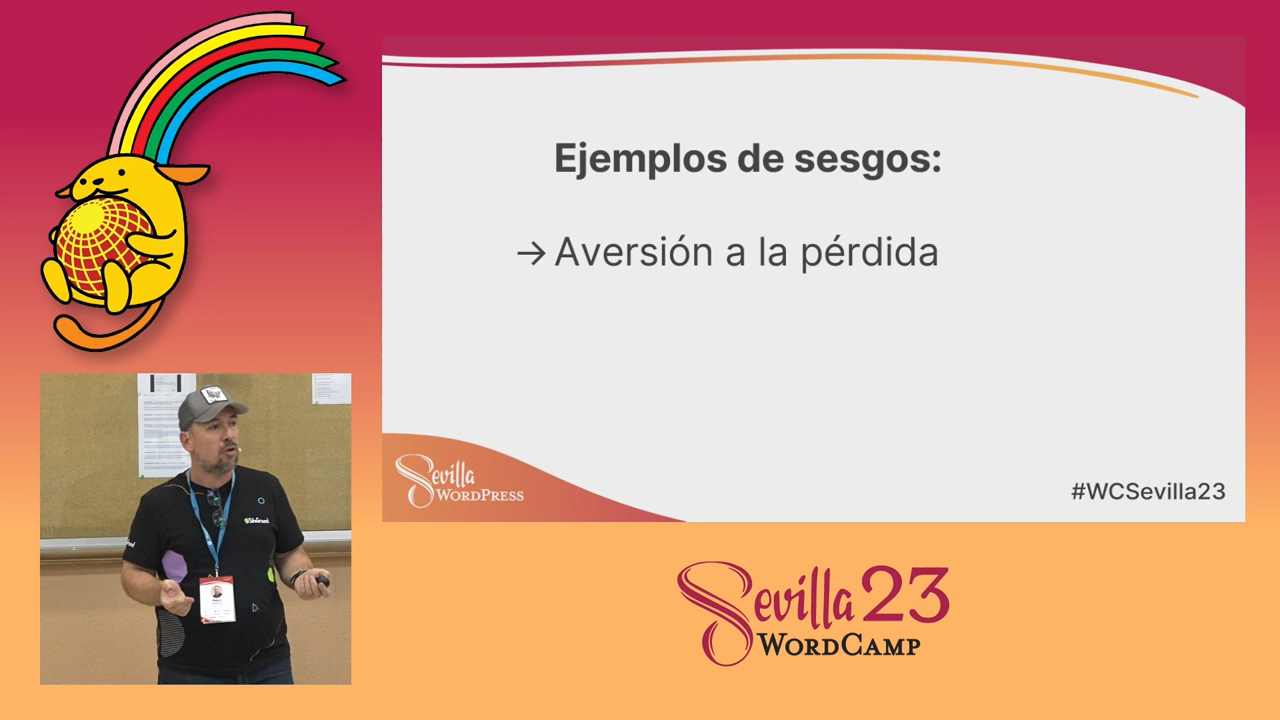 Ejemplos de sesgos:
→ Aversión a la pérdida
Sevilla
WORDPRESS
#WCSevilla23
Sevilla 23
WORDCAMP